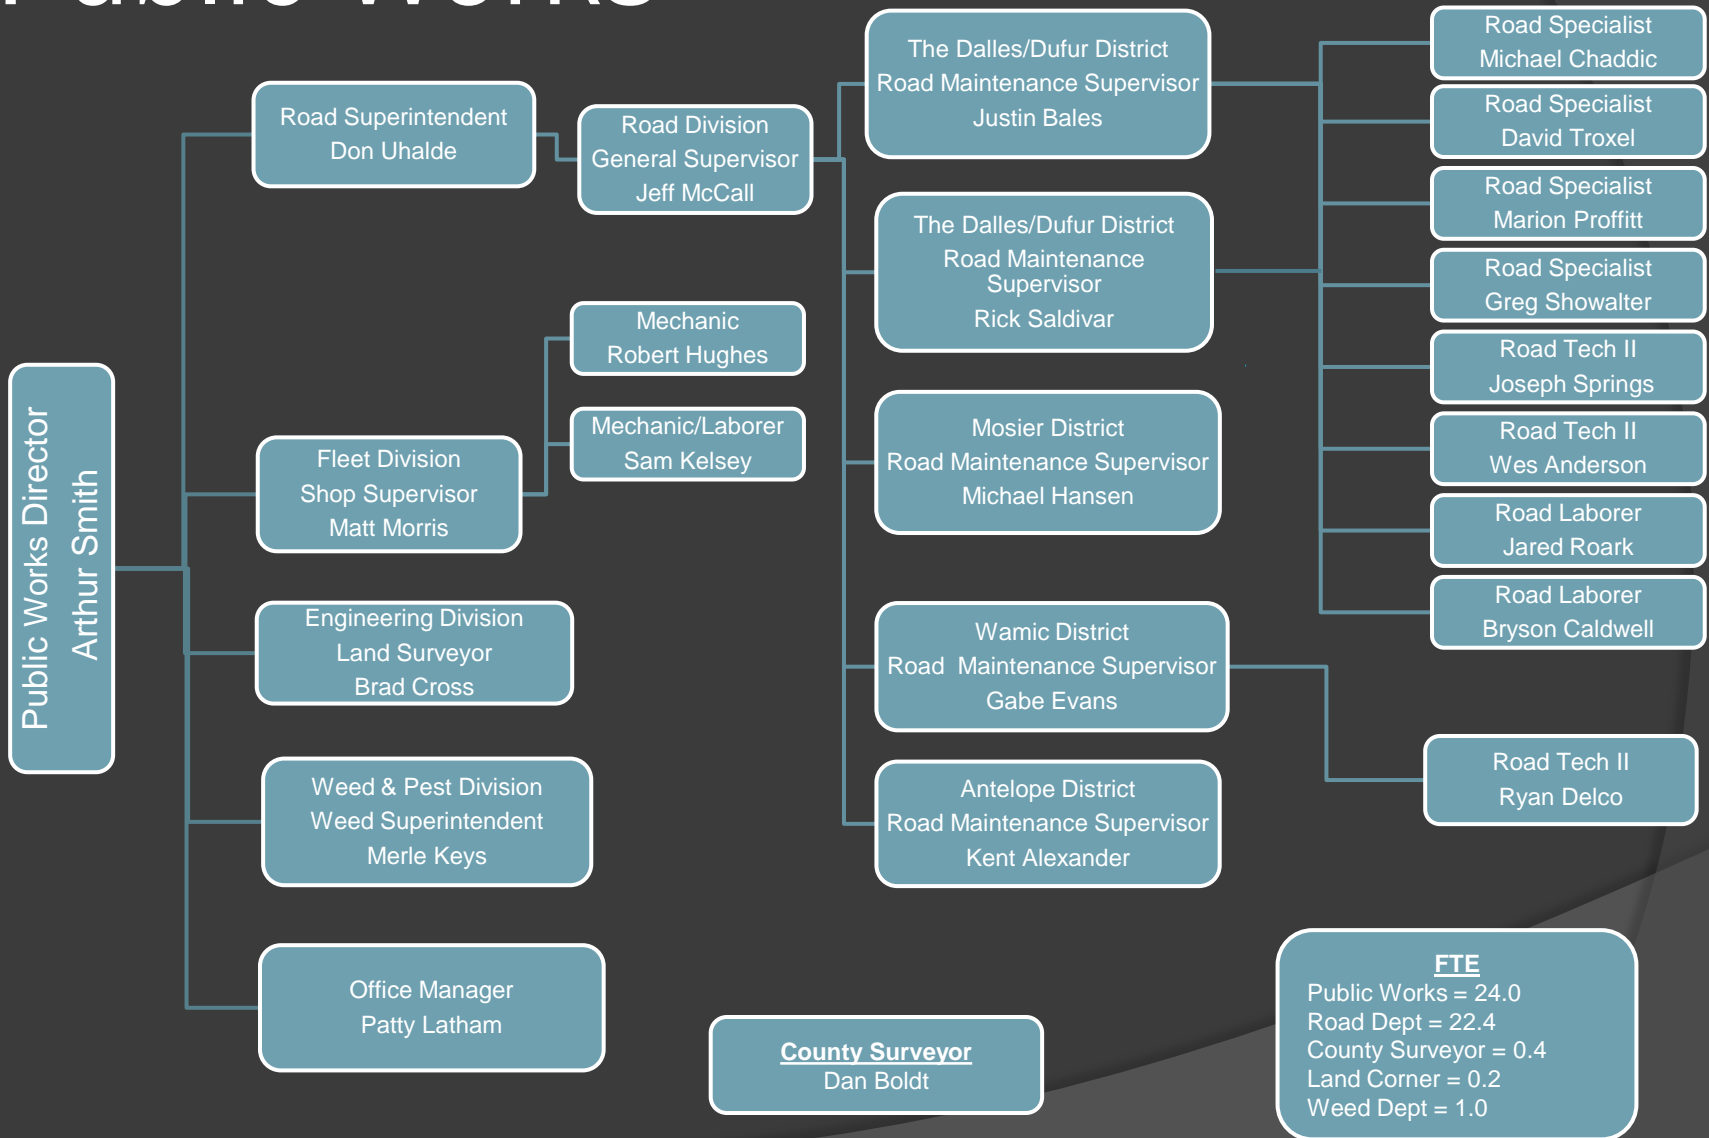 Public Works
Public Works Director
Arthur Smith
Road Superintendent
Don Uhalde
Fleet Division
Shop Supervisor
Matt Morris
Engineering Division
Land Surveyor
Brad Cross
Weed & Pest Division
Weed Superintendent
Merle Keys
Office Manager
Patty Latham
Road Division
General Supervisor
Jeff McCall
Mechanic
Robert Hughes
Mechanic/Laborer
Sam Kelsey
The Dalles/Dufur District
Road Maintenance Supervisor
Justin Bales
The Dalles/Dufur District
Road Maintenance
Supervisor
Rick Saldivar
Mosier District
Road Maintenance Supervisor
Michael Hansen
Wamic District
Road  Maintenance Supervisor
Gabe Evans
Antelope District
Road Maintenance Supervisor
Kent Alexander
Road Specialist
Michael Chaddic
Road Specialist
David Troxel
Road Specialist
Marion Proffitt
Road Specialist
Greg Showalter
Road Tech II
Joseph Springs
Road Tech II
Wes Anderson
Road Laborer
Jared Roark
Road Laborer
Bryson Caldwell
Road Tech II
Ryan Delco
County Surveyor
Dan Boldt
FTE
Public Works = 24.0
Road Dept = 22.4
County Surveyor = 0.4
Land Corner = 0.2
Weed Dept = 1.0